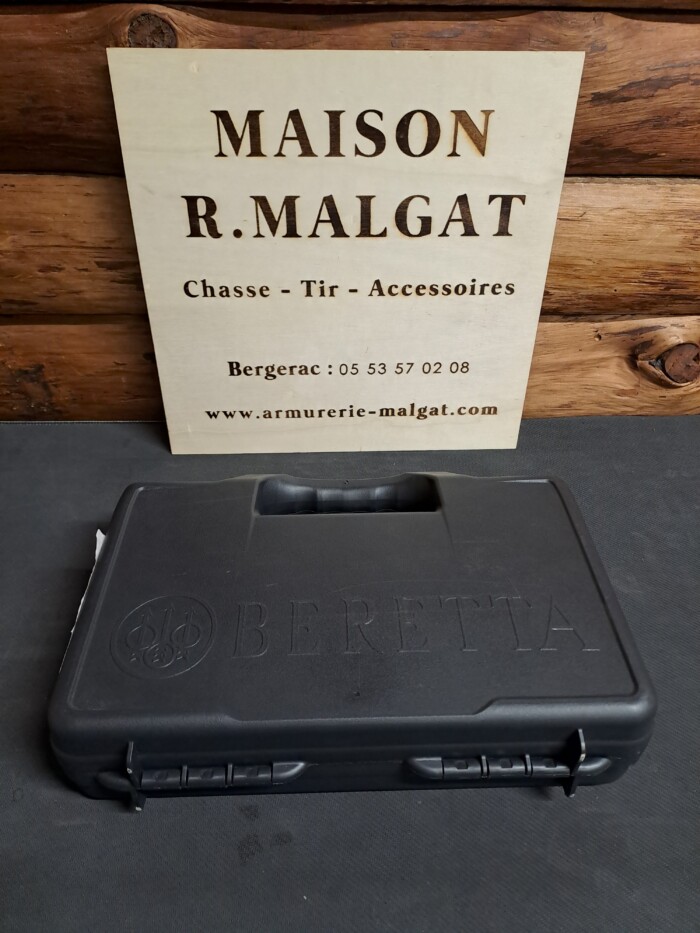 MAISON
R.MALGAT
Chasse - Tir - Accessoires
Bergerac : 05 53 57 02 08
www.armurerie-malgat.com
BERETTA